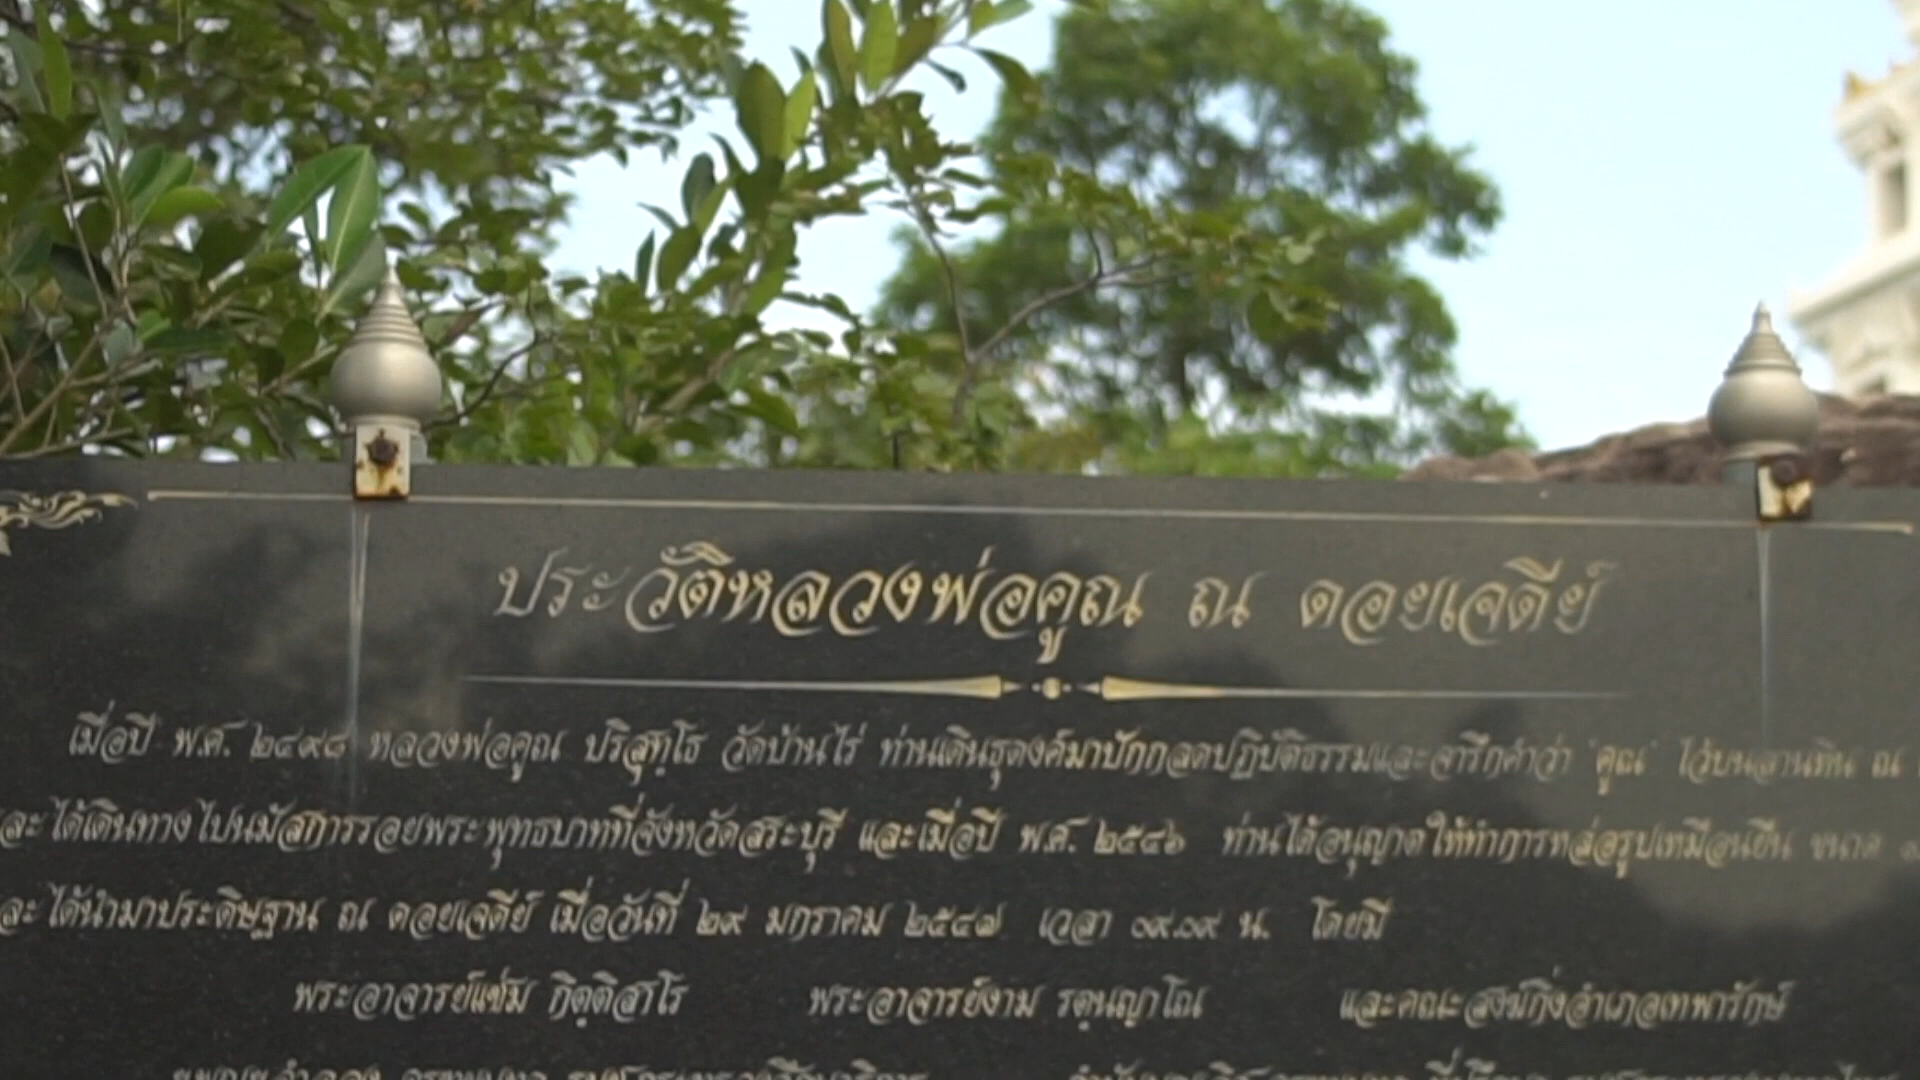 ประวัติหลวงพ่อคูณ ณ ดอยเจดีย์
เมื่อปี พ.ศ. ๒๔๙๘ หลวงพ่อคูณ ปริสุทฺโธ วัดบ้านไร่ ท่านเดินธุดงค์มาปักกลดปฏิบัติธรรมและจารึกคำว่า "คูณ" ไว้บนลานหิน ณ
ละได้เดินทางไปนมัสการรอยพระพุทธบาทที่จังหวัดสระบุรี และเมื่อปี พ.ศ. ๒๕๔๖ ท่านได้อนุญาตให้ทำการหล่อรูปเหมือนยืน ขนาด
ละได้นำมาประดิษฐาน ณ ดอยเจดีย์ เมื่อวันที่ ๒๙ มกราคม ๒๕๔๗ เวลา ๐๙.๐๙ น. โดยมี
พระอาจารย์แช่ม กิตฺติสาโร พระอาจารย์งาม รตฺนญาโณ และคณะสงฆ์กิ่งอำเภอเทพารักษ์